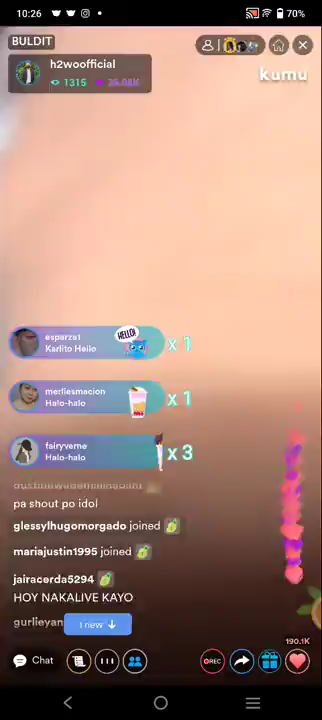 10:26
70%
BULDIT
h2woofficial
1315
kumu
HELLO!
esparza1
Karlito Hello
x 1
merliesmacion
Halo-halo
x 1
fairyverne
Halo-halo
x 3
pa shout po idol
glessylhugomorgado joined
mariajustin1995 joined
jairacerda5294
HOY NAKALIVE KAYO
gurlieyan
1 new ↓
190.1K
Chat
REC